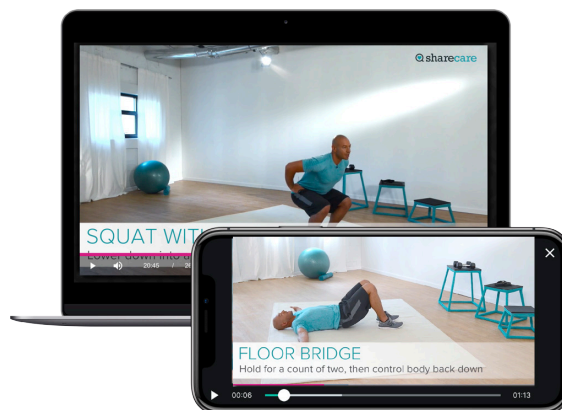 sharecare
SQUAT WITH
Lower down into a
20:45 /
FLOOR BRIDGE
Hold for a count of two, then control body back down
00:06
01:13